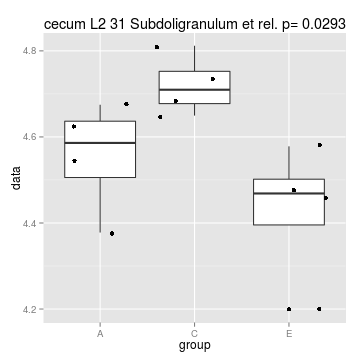 cecum L2 31 Subdoligranulum et rel. p= 0.0293
4.8
4.6
4.4
4.2
data
A C E
group